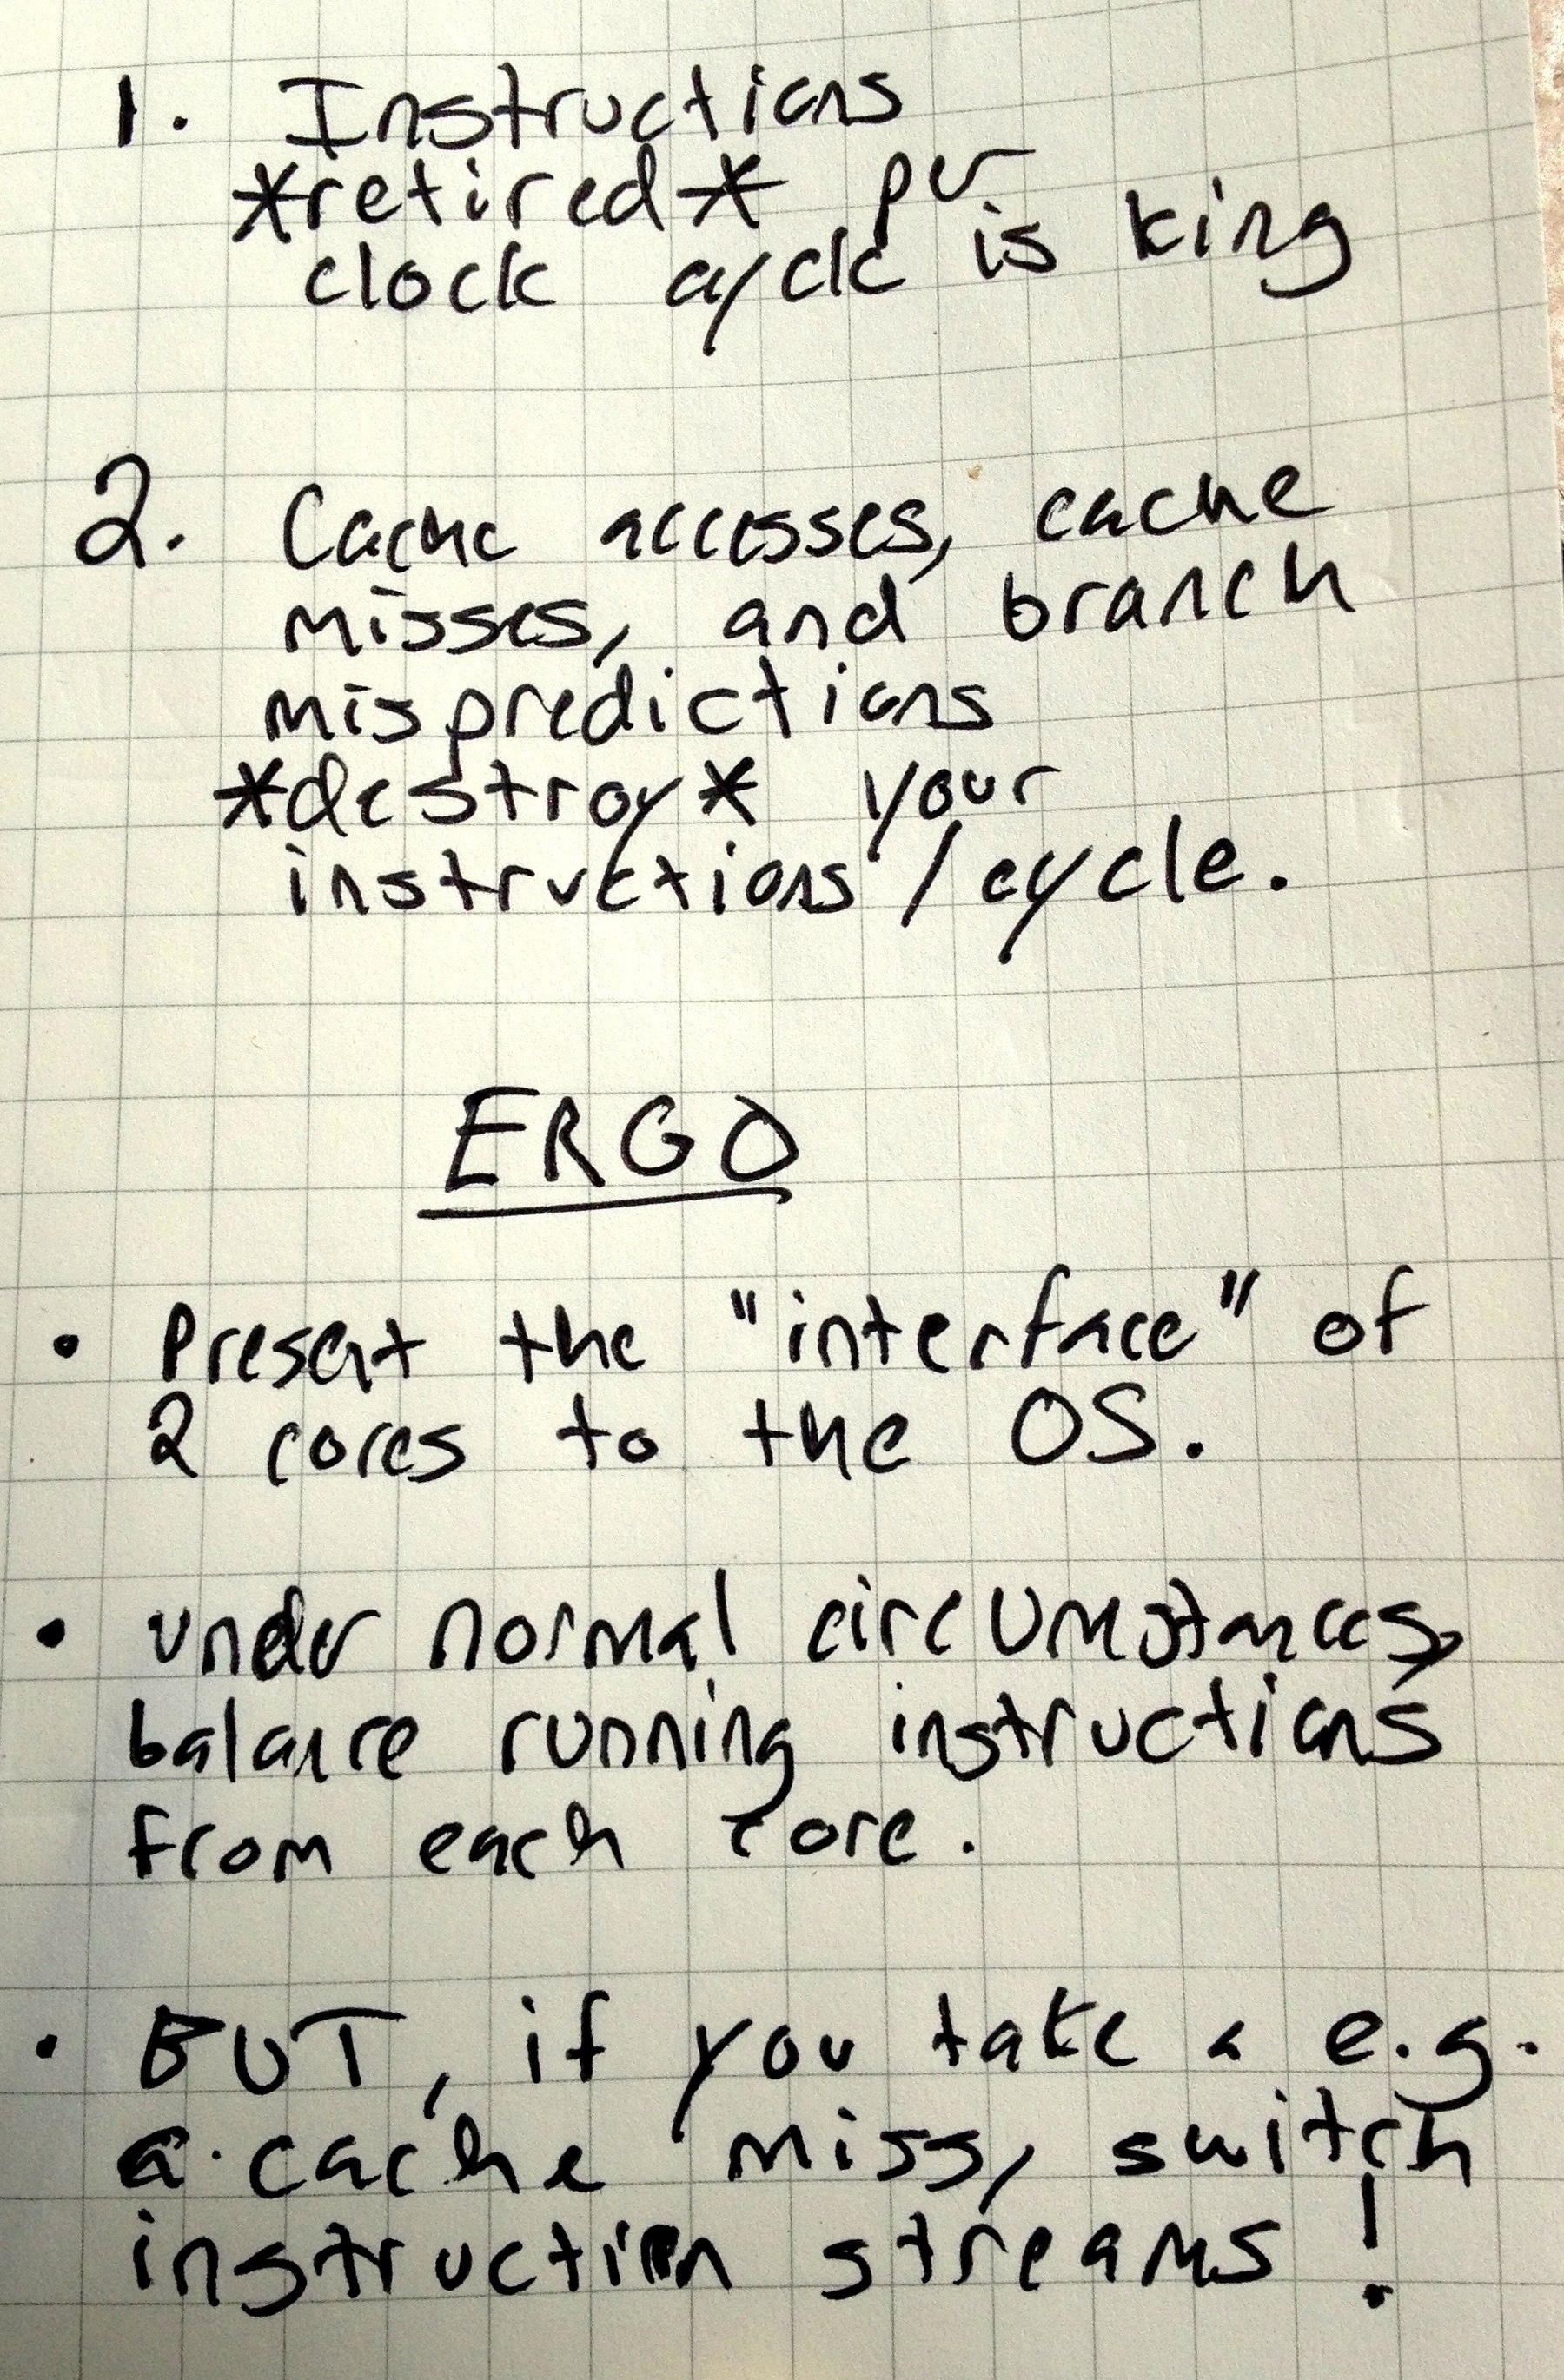 1. Instructions
*retired* per
clock cycle is king
2. Cache accesses, cache
misses, and branch
mispredictions
*destroy* your
instructions / cycle.
ERGO
• Present the "interface" of
2 cores to the OS.
• under normal circumstances,
balance running instructions
from each core.
• BUT, if you take a e.g.
a cache miss, switch
instruction streams!